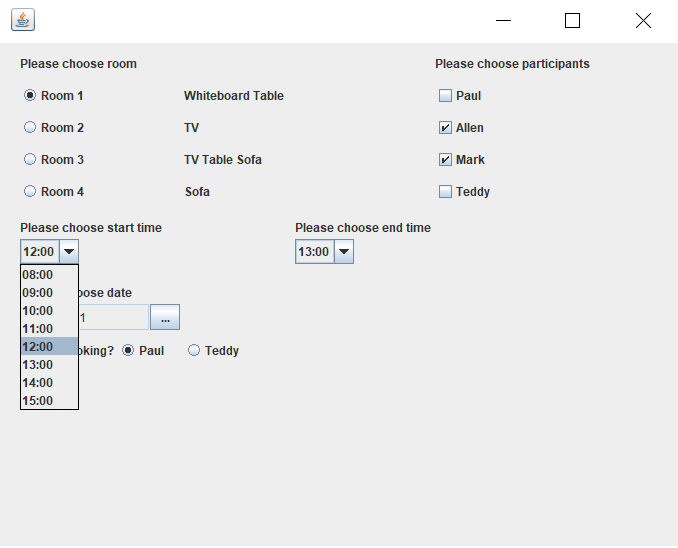 Please choose room Please choose participants
Room 1 Whiteboard Table Paul
Room 2 TV Allen
Room 3 TV Table Sofa Mark
Room 4 Sofa Teddy
Please choose start time Please choose end time
12:00 13:00
08:00
09:00 oose date
10:00
11:00 1 ...
12:00 oking? Paul Teddy
13:00
14:00
15:00